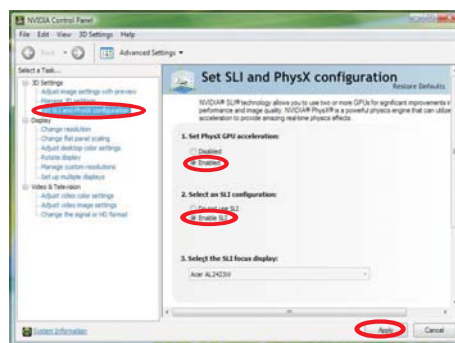 NVIDIA Control Panel
File Edit View 3D Settings Help
Back
Advanced Settings
Select a Task...
3D Settings
Adjust image settings with preview
Manage 3D settings
Set SLI and PhysX configuration
Display
Change resolution
Change flat panel scaling
Adjust desktop color settings
Rotate display
Manage custom resolutions
Set up multiple displays
Video & Television
Adjust video color settings
Adjust video image settings
Change the signal or HD format
System Information
Set SLI and PhysX configuration
Restore Defaults
NVIDIA® SLI® technology allows you to use two or more GPUs for significant improvements in
performance and image quality. NVIDIA® PhysX® is a powerful physics engine that can utilize
acceleration to provide amazing real-time physics effects.
1. Set PhysX GPU acceleration:
Disabled
Enabled
2. Select an SLI configuration:
Do not use SLI
Enable SLI
3. Select the SLI focus display:
Acer AL2423W
Apply
Cancel